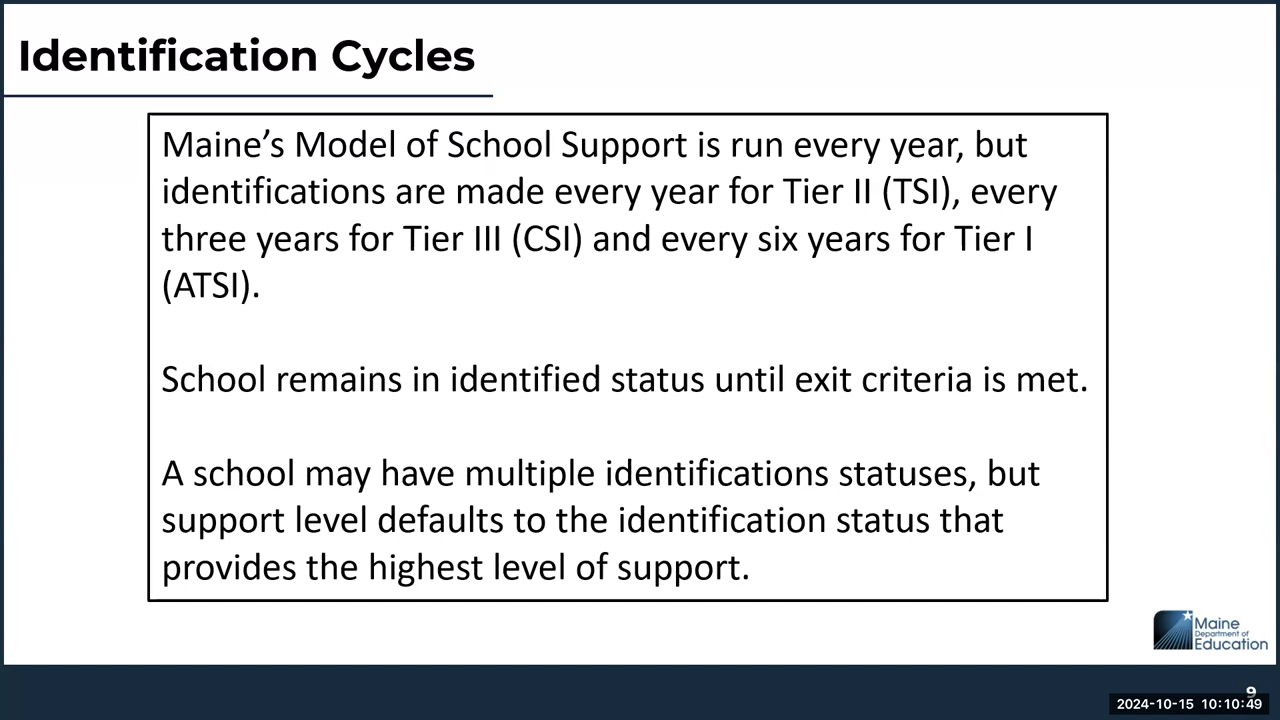 Identification Cycles
Maine’s Model of School Support is run every year, but
identifications are made every year for Tier II (TSI), every
three years for Tier III (CSI) and every six years for Tier I
(ATSI).
School remains in identified status until exit criteria is met.
A school may have multiple identifications statuses, but
support level defaults to the identification status that
provides the highest level of support.
Maine
Department of
Education
9
2024-10-15 10:10:49